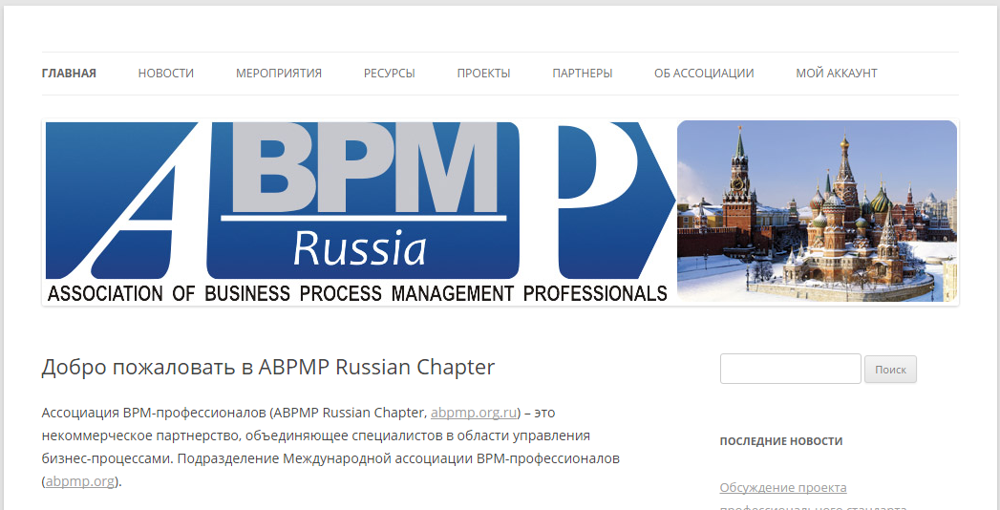 ГЛАВНАЯ НОВОСТИ МЕРОПРИЯТИЯ РЕСУРСЫ ПРОЕКТЫ ПАРТНЕРЫ ОБ АССОЦИАЦИИ МОЙ АККАУНТ
ABPMP
Russia
ASSOCIATION OF BUSINESS PROCESS MANAGEMENT PROFESSIONALS
Добро пожаловать в ABPMP Russian Chapter
Ассоциация BPM-профессионалов (ABPMP Russian Chapter, abpmp.org.ru) – это
некоммерческое партнерство, объединяющее специалистов в области управления
бизнес-процессами. Подразделение Международной ассоциации BPM-профессионалов
(abpmp.org).
Поиск
ПОСЛЕДНИЕ НОВОСТИ
Обсуждение проекта
профессионального стандарта